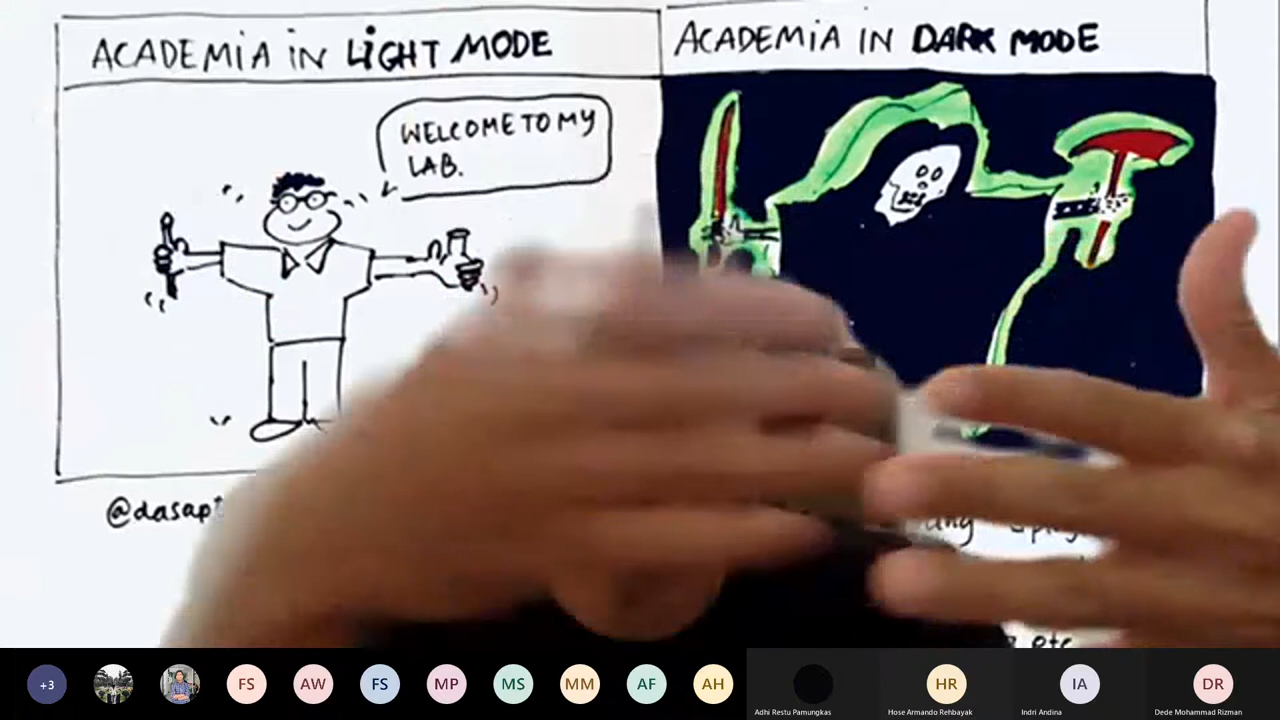 ACADEMiA iN LiGHT MODE
ACADEMiA IN DARK MODE
WELCOME TO MY
LAB.
@dasapt
etc
+3
FS
AW
FS
MP
MS
MM
AF
AH
HR
IA
DR
Adhi Restu Pamungkas
Hose Armando Rehbayak
Indri Andina
Dede Mohammad Rizman